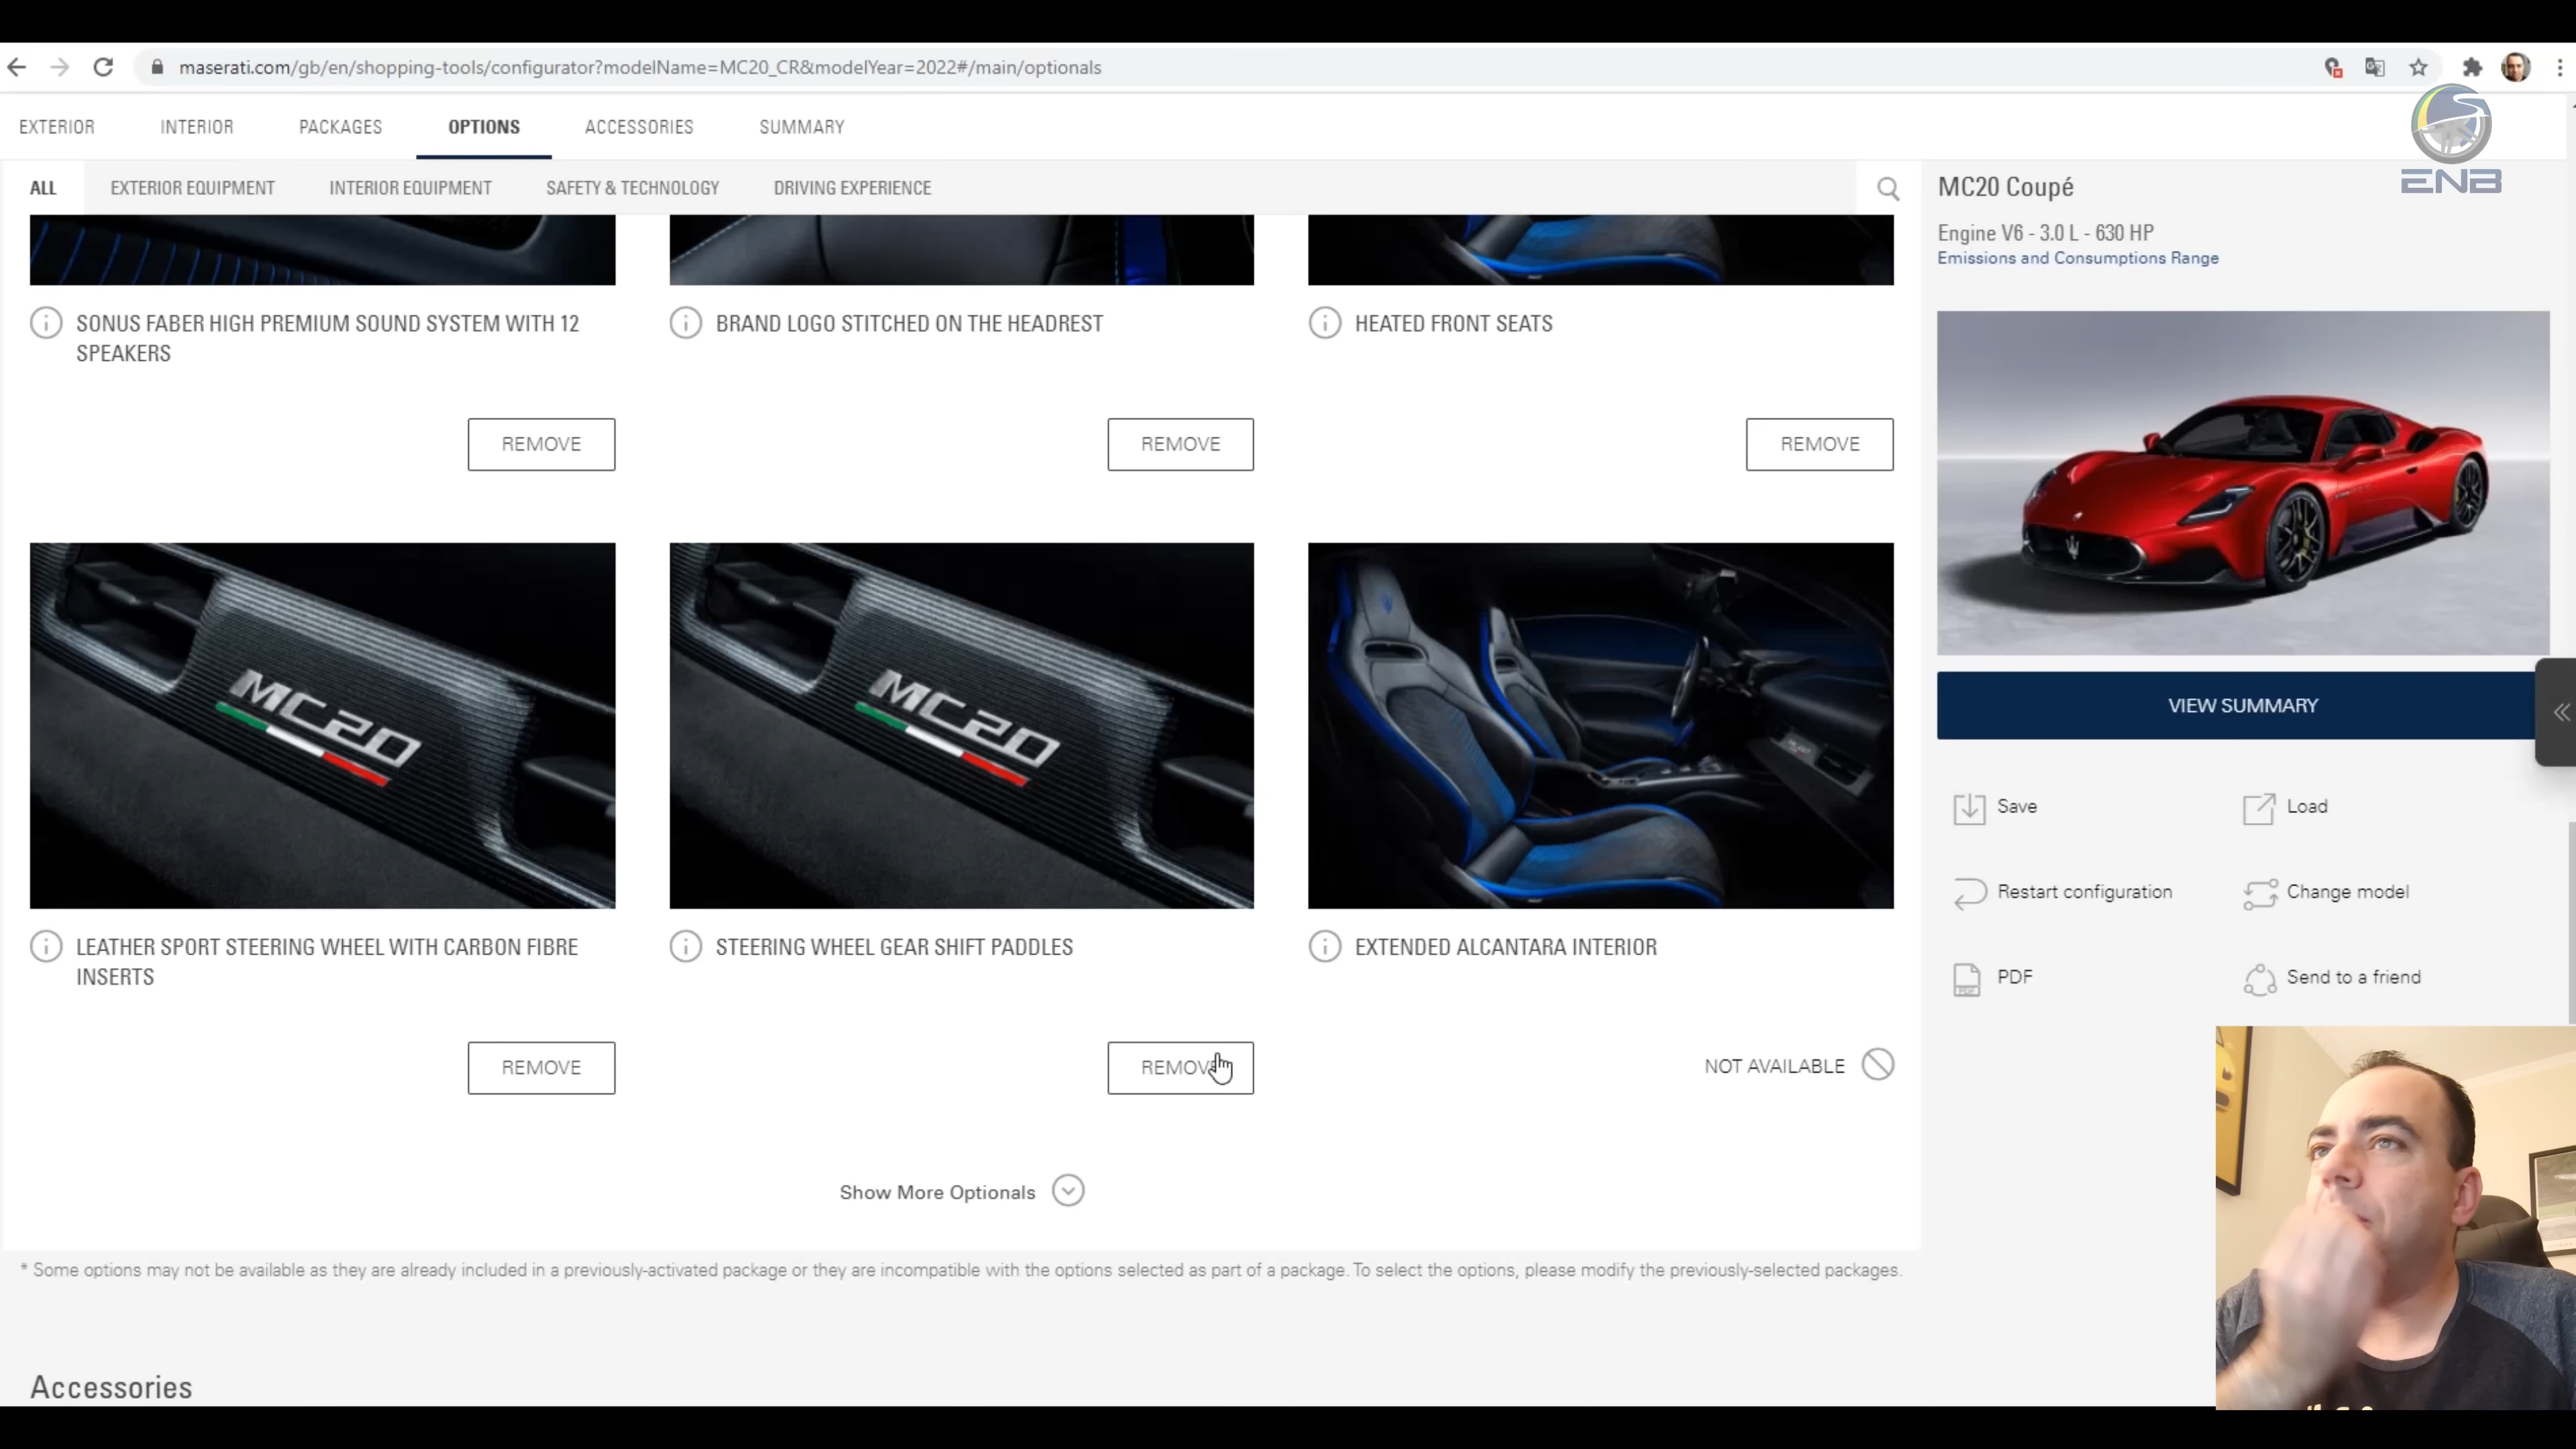 maserati.com/gb/en/shopping-tools/configurator?modelName=MC20_CR&modelYear=2022#/main/optionals
EXTERIOR INTERIOR PACKAGES OPTIONS ACCESSORIES SUMMARY
ENB
ALL EXTERIOR EQUIPMENT INTERIOR EQUIPMENT SAFETY & TECHNOLOGY DRIVING EXPERIENCE
MC20 Coupé
Engine V6 - 3.0 L - 630 HP
Emissions and Consumptions Range
SONUS FABER HIGH PREMIUM SOUND SYSTEM WITH 12
SPEAKERS
BRAND LOGO STITCHED ON THE HEADREST
HEATED FRONT SEATS
REMOVE REMOVE REMOVE
MC20
MC20
LEATHER SPORT STEERING WHEEL WITH CARBON FIBRE
INSERTS
STEERING WHEEL GEAR SHIFT PADDLES
EXTENDED ALCANTARA INTERIOR
REMOVE REMOVE NOT AVAILABLE
VIEW SUMMARY
Save Load
Restart configuration Change model
PDF Send to a friend
Show More Optionals
* Some options may not be available as they are already included in a previously-activated package or they are incompatible with the options selected as part of a package. To select the options, please modify the previously-selected packages.
Accessories